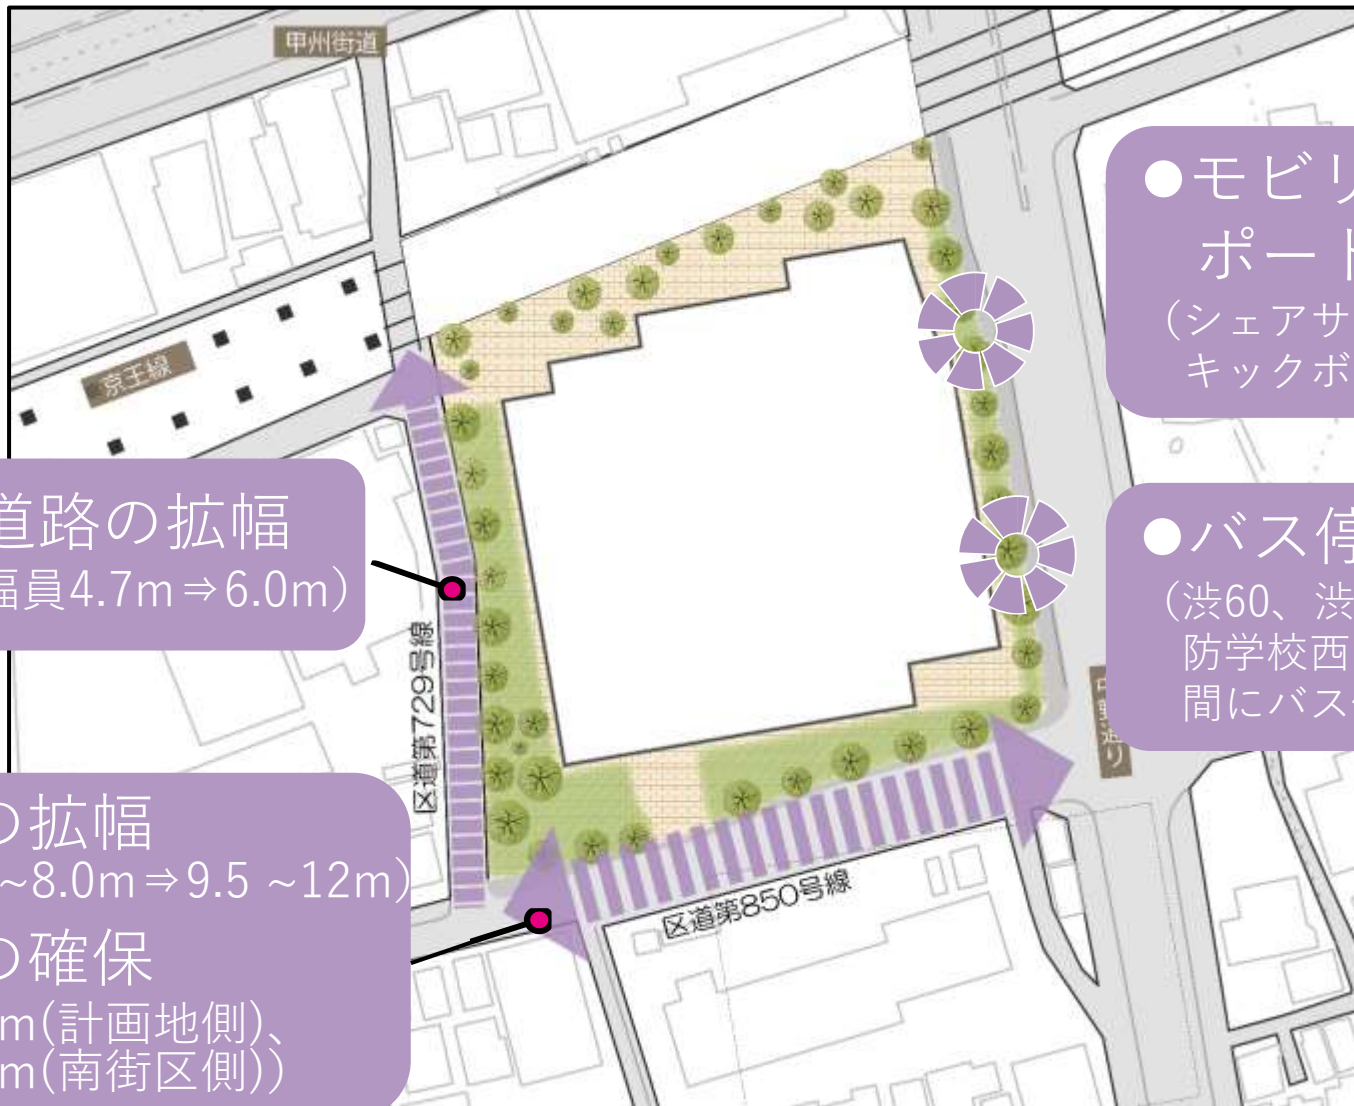 甲州街道
●モビリ
ポート
(シェアサ
キックボ
京王線
道路の拡幅
幅員4.7m⇒6.0m)
●バス停
(渋60、渋
防学校西
間にバス
区道第729号線
中野通り
の拡幅
~8.0m⇒9.5 ~12m)
区道第850号線
の確保
m(計画地側)、
m(南街区側))